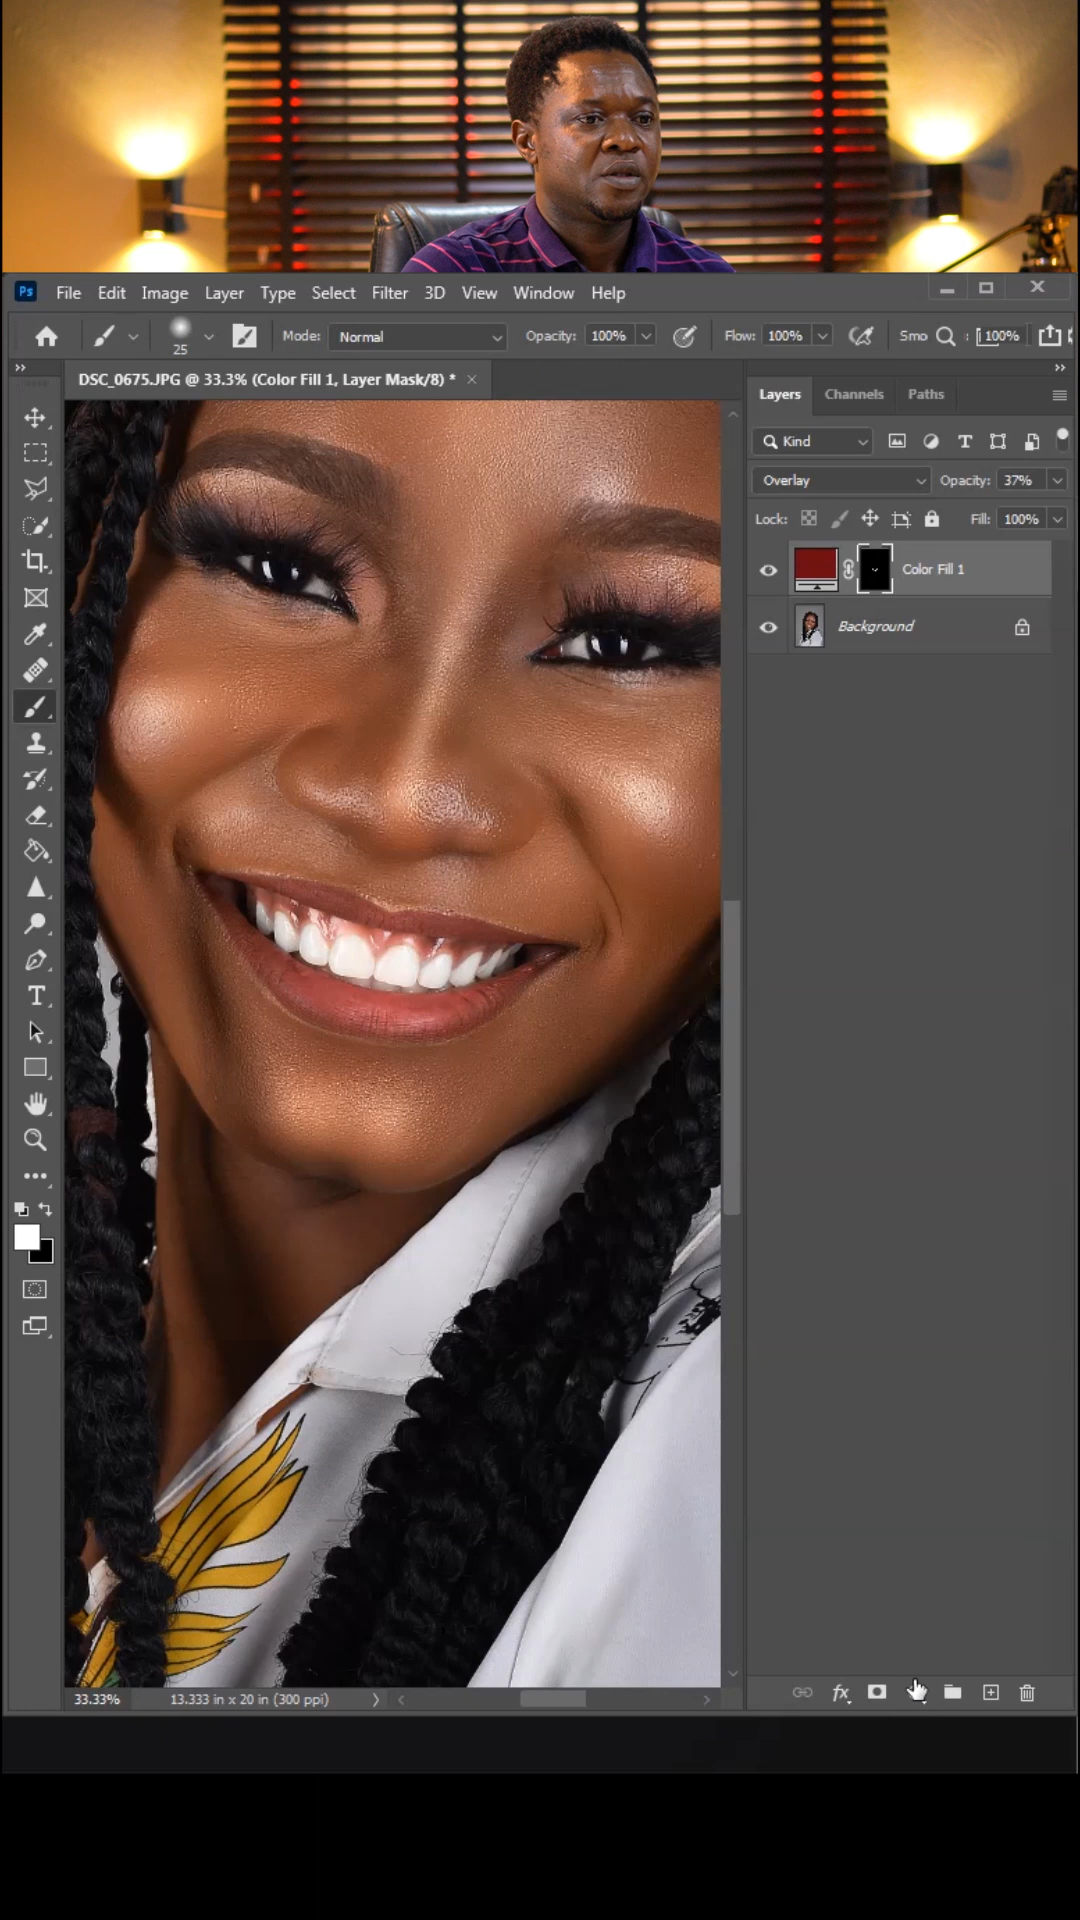 Ps File Edit Image Layer Type Select Filter 3D View Window Help
25 Mode: Normal Opacity: 100% Flow: 100% Smo : 100%
DSC_0675.JPG @ 33.3% (Color Fill 1, Layer Mask/8) *
Layers Channels Paths
Kind
Overlay Opacity: 37%
Lock: Fill: 100%
Color Fill 1
Background
33.33% 13.333 in x 20 in (300 ppi)